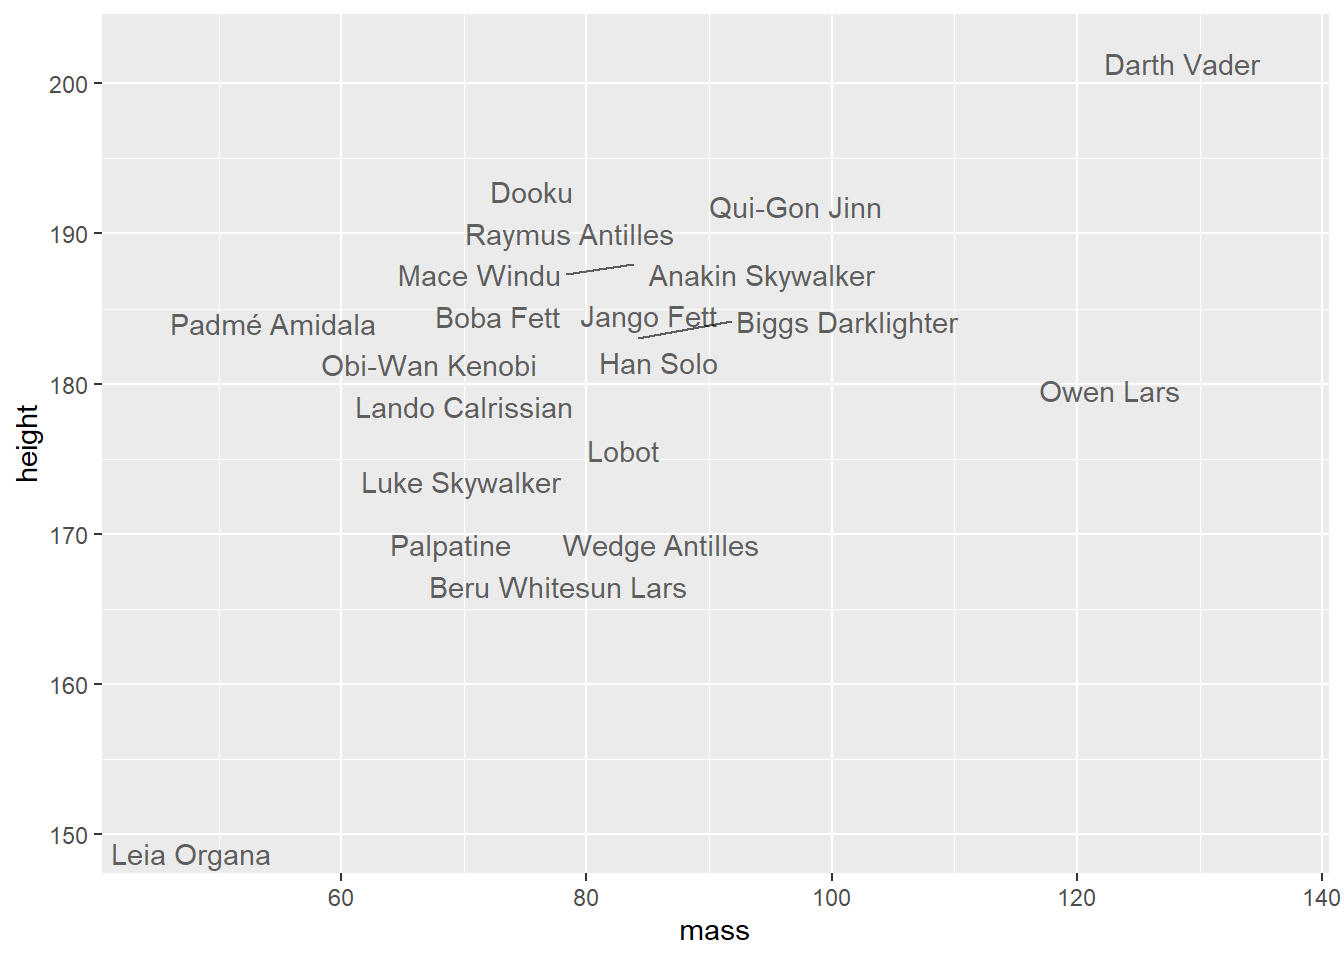 Darth Vader
200
Dooku
Qui-Gon Jinn
190
Raymus Antilles
Mace Windu
Anakin Skywalker
Padmé Amidala
Boba Fett
Jango Fett
Biggs Darklighter
Obi-Wan Kenobi
Han Solo
180
Owen Lars
Lando Calrissian
height
Lobot
Luke Skywalker
170
Palpatine
Wedge Antilles
Beru Whitesun Lars
160
150
Leia Organa
60
80
100
120
140
mass